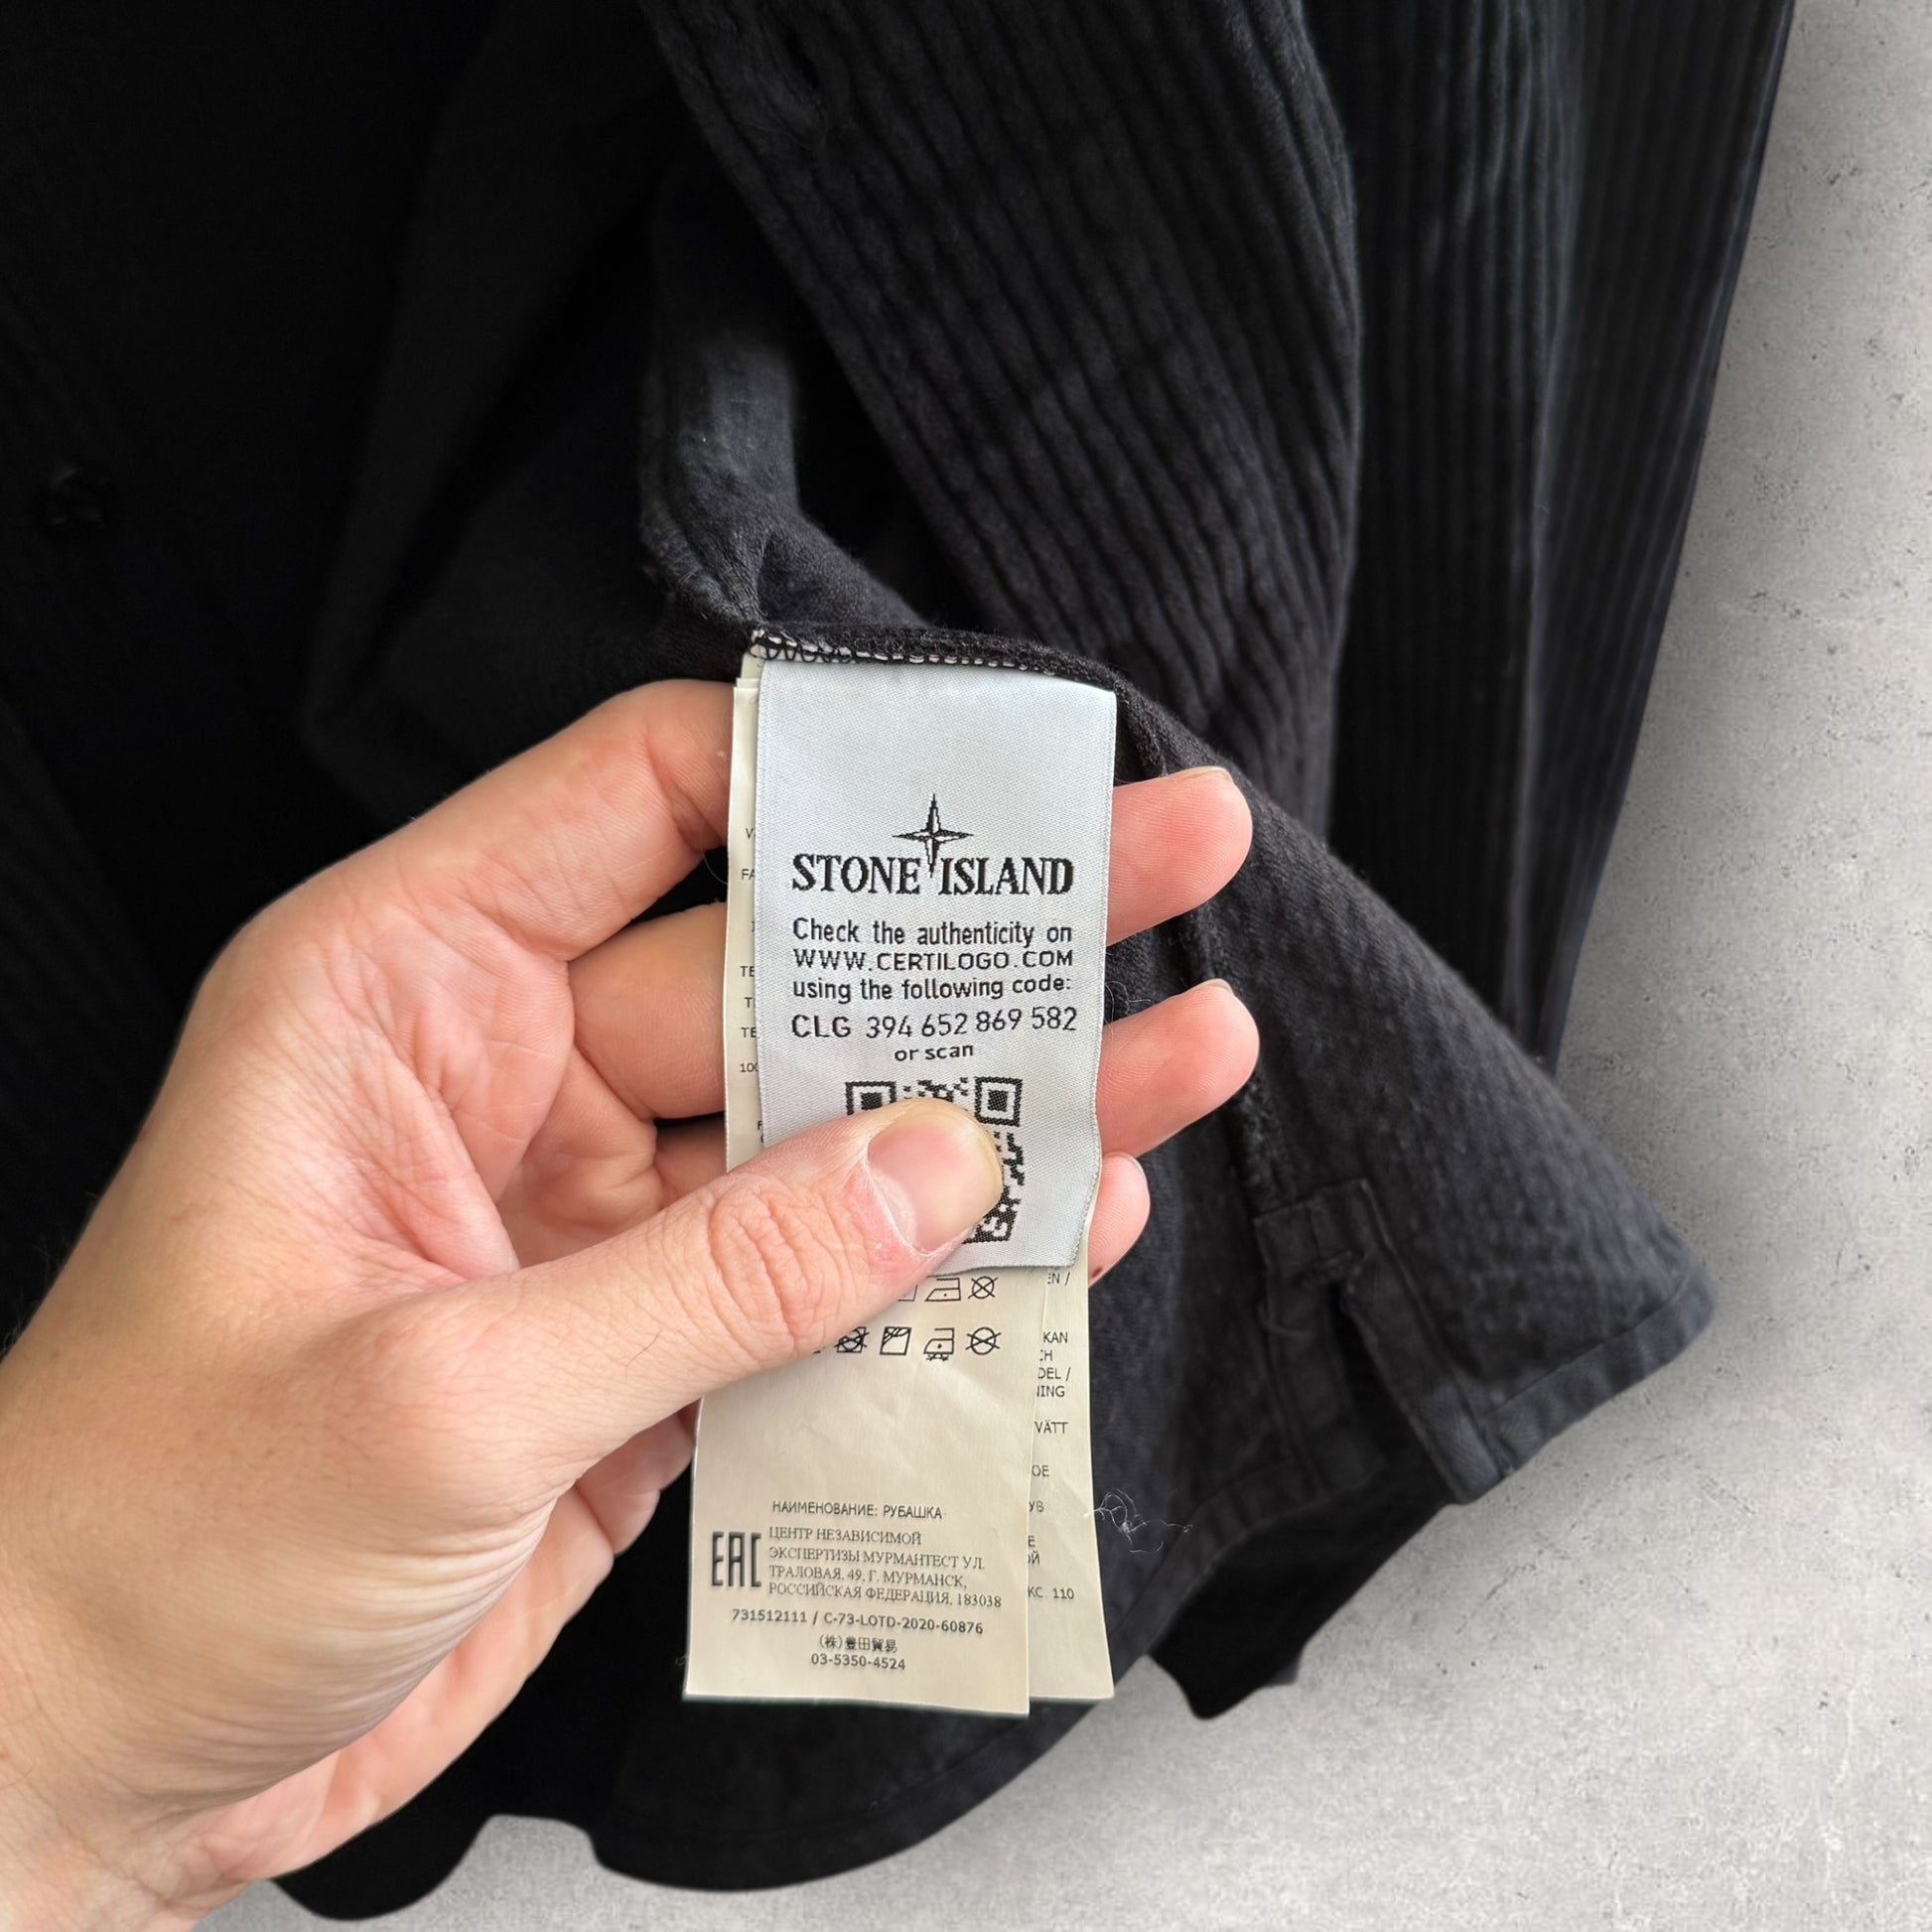 STONE ISLAND
Check the authenticity on
WWW.CERTILOGO.COM
using the following code:
CLG 394 652 869 582
or scan
НАИМЕНОВАНИЕ: РУБАШКА
EAC
ЦЕНТР НЕЗАВИСИМОЙ
ЭКСПЕРТИЗЫ МУРМАНТЕСТ УЛ.
ТРАЛОВАЯ, 49, Г. МУРМАНСК,
РОССИЙСКАЯ ФЕДЕРАЦИЯ, 183038
731512111 / C-73-LOTD-2020-60876
(株)豊田貿易
03-5350-4524
110